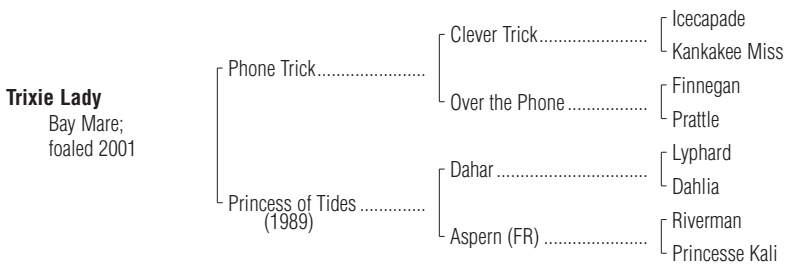 Icecapade
Clever Trick.......................
Kankakee Miss
Phone Trick.......................
Finnegan
Over the Phone.................
Prattle
Trixie Lady
Bay Mare;
foaled 2001
Lyphard
Dahar................................
Dahlia
Princess of Tides..............
(1989)
Riverman
Aspern (FR)......................
Princesse Kali